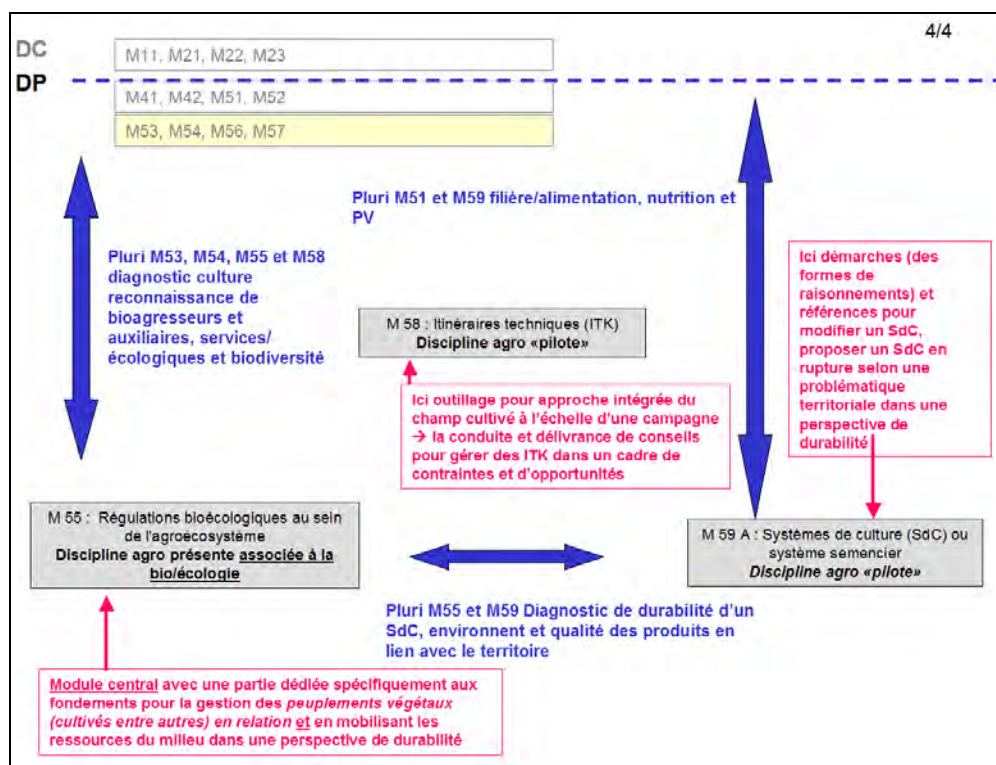 4/4
DC
M11, M21, M22, M23
DP
M41, M42, M51, M52
M53, M54, M56, M57
Pluri M51 et M59 filière/alimentation, nutrition et
PV
Pluri M53, M54, M55 et M58
diagnostic culture
reconnaissance de
bioagresseurs et
auxiliaires, services/
écologiques et biodiversité
Ici démarches (des
formes de
raisonnements) et
références pour
modifier un SdC,
proposer un SdC en
rupture selon une
problématique
territoriale dans une
perspective de
durabilité
M 58 : Itinéraires techniques (ITK)
Discipline agro «pilote»
Ici outillage pour approche intégrée du
champ cultivé à l'échelle d'une campagne
→ la conduite et délivrance de conseils
pour gérer des ITK dans un cadre de
contraintes et d'opportunités
M 55 : Régulations bioécologiques au sein
de l'agroécosystème
Discipline agro présente associée à la
bio/écologie
M 59 A : Systèmes de culture (SdC) ou
système semencier
Discipline agro «pilote»
Pluri M55 et M59 Diagnostic de durabilité d'un
SdC, environnent et qualité des produits en
lien avec le territoire
Module central avec une partie dédiée spécifiquement aux
fondements pour la gestion des peuplements végétaux
(cultivés entre autres) en relation et en mobilisant les
ressources du milieu dans une perspective de durabilité